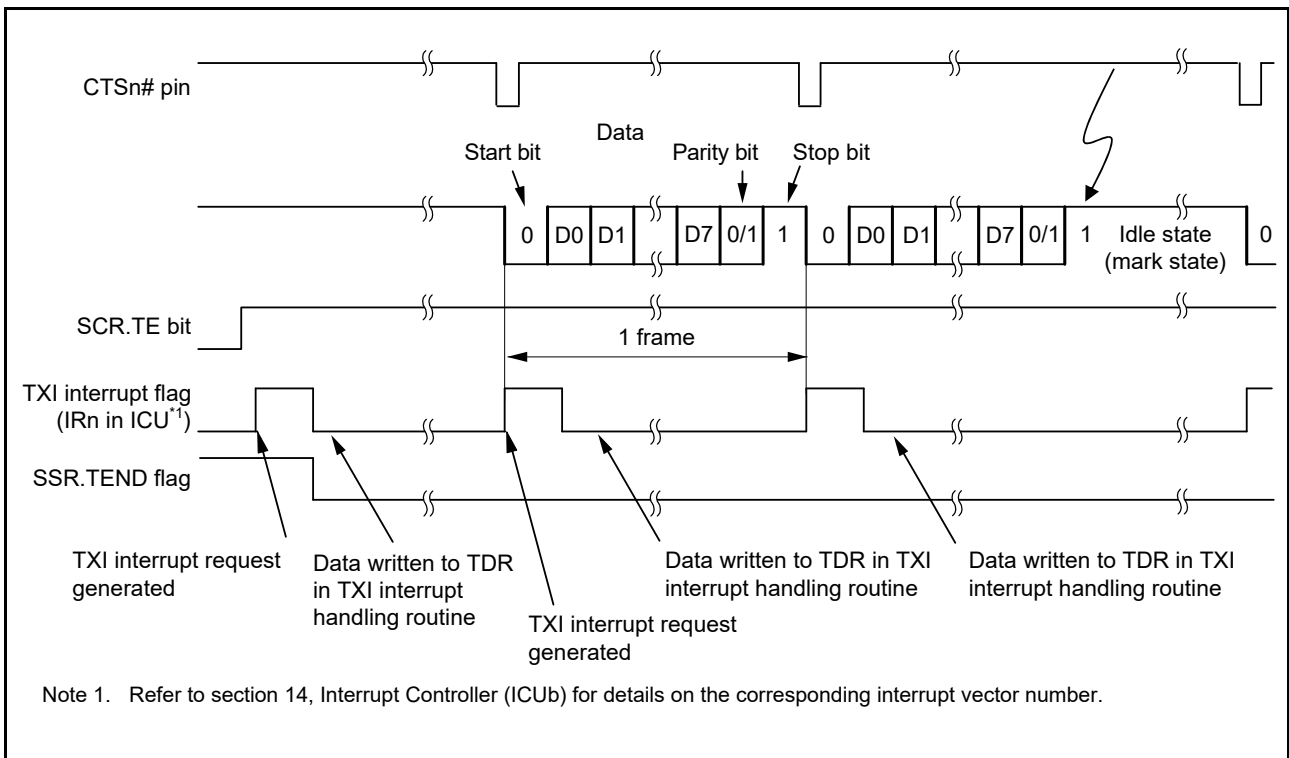 CTSn# pin
Data
Start bit
Parity bit
Stop bit
0 D0 D1 D7 0/1 1 0 D0 D1 D7 0/1 1 Idle state 0
(mark state)
SCR.TE bit
1 frame
TXI interrupt flag
(IRn in ICU*1)
SSR.TEND flag
TXI interrupt request
generated
Data written to TDR
in TXI interrupt
handling routine
TXI interrupt request
generated
Data written to TDR in TXI
interrupt handling routine
Data written to TDR in TXI
interrupt handling routine
Note 1. Refer to section 14, Interrupt Controller (ICUb) for details on the corresponding interrupt vector number.